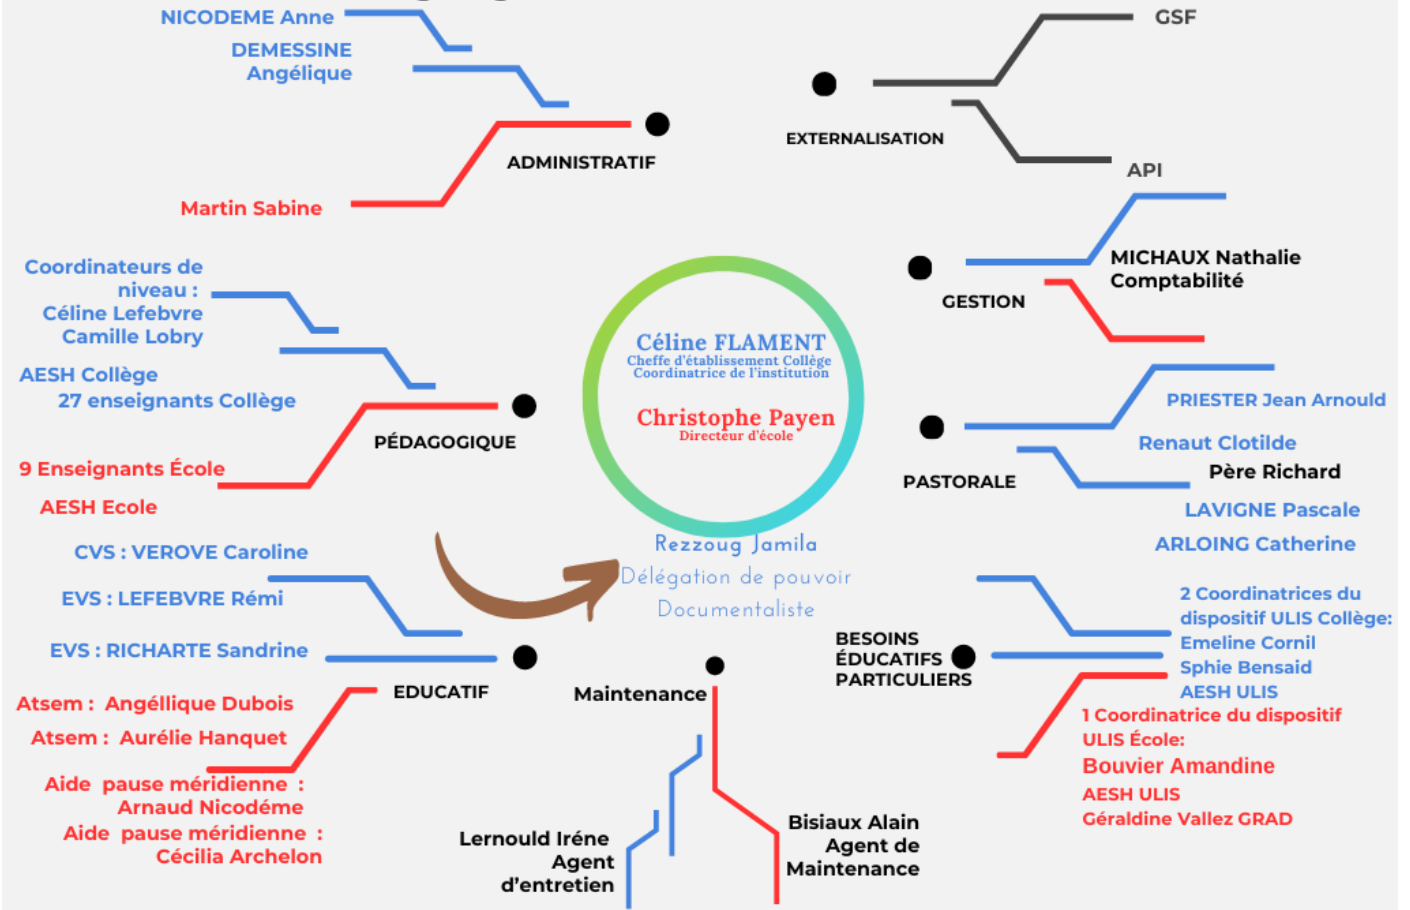 NICODEME Anne
DEMESSINE
Angélique
ADMINISTRATIF
Martin Sabine
GSF
EXTERNALISATION
API
MICHAUX Nathalie
Comptabilité
GESTION
Coordinateurs de
niveau :
Céline Lefebvre
Camille Lobry
AESH Collège
27 enseignants Collège
PÉDAGOGIQUE
9 Enseignants École
AESH Ecole
Céline FLAMENT
Cheffe d'établissement Collège
Coordinatrice de l'institution
Christophe Payen
Directeur d'école
Rezzoug Jamila
Délégation de pouvoir
Documentaliste
PRIESTER Jean Arnould
Renaut Clotilde
Père Richard
PASTORALE
LAVIGNE Pascale
ARLOING Catherine
CVS : VEROVE Caroline
EVS : LEFEBVRE Rémi
EVS : RICHARTE Sandrine
EDUCATIF
Atsem : Angéllique Dubois
Atsem : Aurélie Hanquet
Aide pause méridienne :
Arnaud Nicodéme
Aide pause méridienne :
Cécilia Archelon
Maintenance
Lernould Iréne
Agent
d'entretien
Bisiaux Alain
Agent de
Maintenance
BESOINS
ÉDUCATIFS
PARTICULIERS
2 Coordinatrices du
dispositif ULIS Collège:
Emeline Cornil
Sphie Bensaid
AESH ULIS
1 Coordinatrice du dispositif
ULIS École:
Bouvier Amandine
AESH ULIS
Géraldine Vallez GRAD